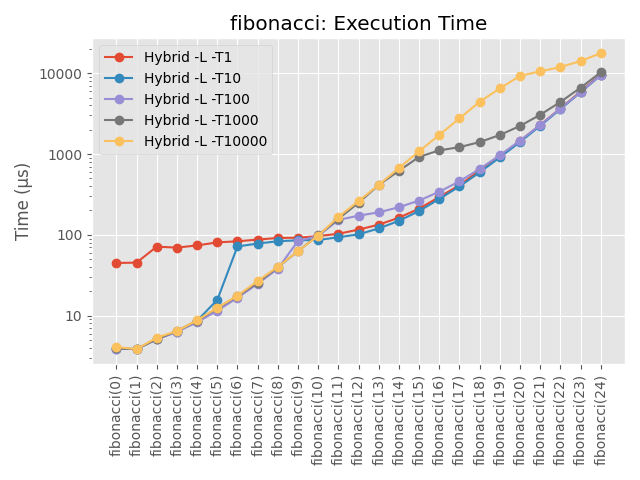 fibonacci: Execution Time
Hybrid -L -T1
Hybrid -L -T10
Hybrid -L -T100
Hybrid -L -T1000
Hybrid -L -T10000
Time (µs)
10000
1000
100
10
fibonacci(0)
fibonacci(1)
fibonacci(2)
fibonacci(3)
fibonacci(4)
fibonacci(5)
fibonacci(6)
fibonacci(7)
fibonacci(8)
fibonacci(9)
fibonacci(10)
fibonacci(11)
fibonacci(12)
fibonacci(13)
fibonacci(14)
fibonacci(15)
fibonacci(16)
fibonacci(17)
fibonacci(18)
fibonacci(19)
fibonacci(20)
fibonacci(21)
fibonacci(22)
fibonacci(23)
fibonacci(24)